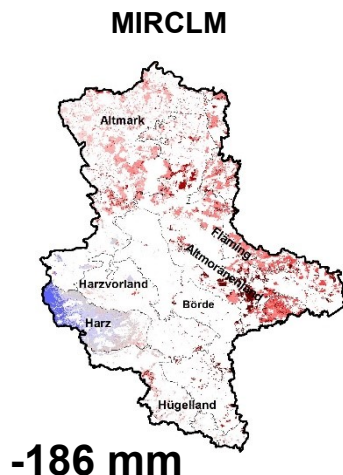 MIRCLM
Altmark
Fläming
Altmoränenland
Harzvorland
Börde
Harz
Hügelland
-186 mm